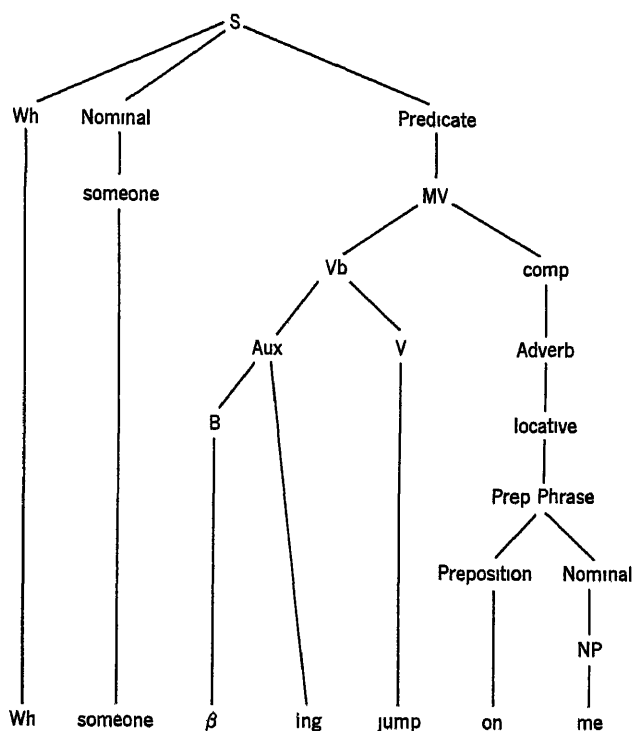 S
Wh Nominal Predicate
someone MV
Vb comp
Aux V Adverb
B locative
Prep Phrase
Preposition Nominal
NP
Wh someone β ing jump on me